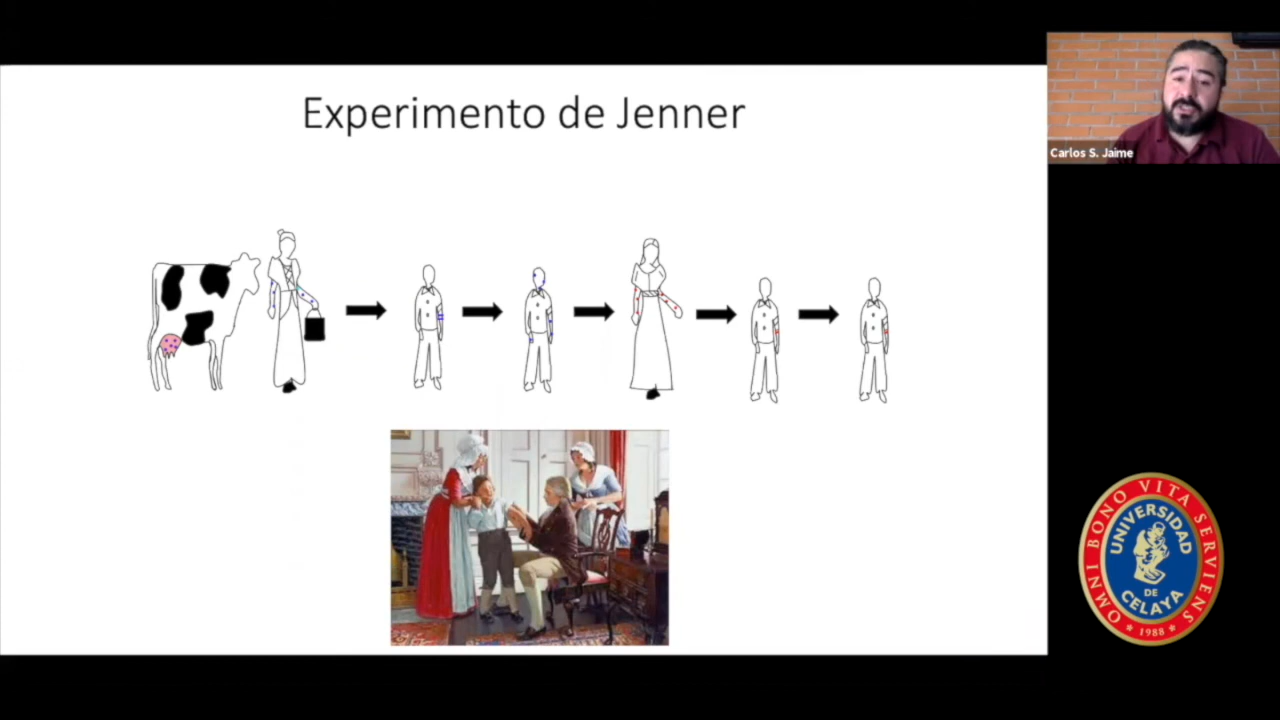 Experimento de Jenner
Carlos S. Jaime
OMNI BONO VITA SERVIENS
UNIVERSIDAD
DE
CELAYA
* 1988 *